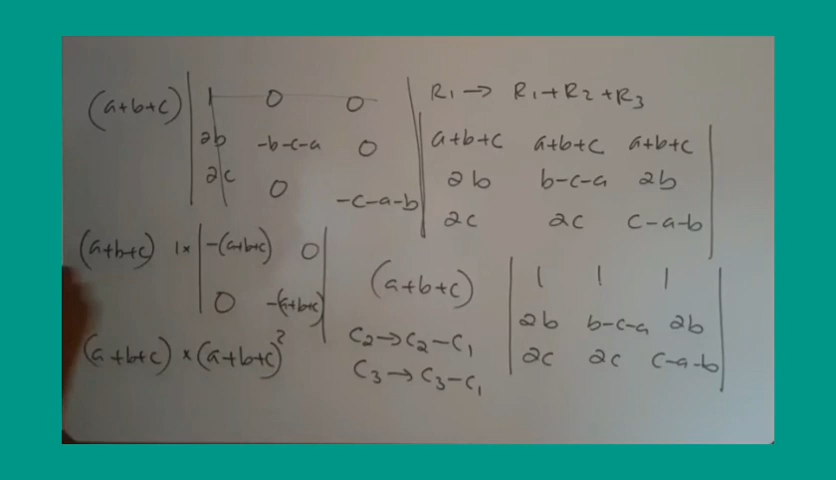 R1 → R1+R2+R3
a+b+c a+b+c a+b+c
2b b-c-a 2b
2c 2c c-a-b
(a+b+c)
1 1 1
2b b-c-a 2b
2c 2c c-a-b
C2→C2-C1
C3→C3-C1
(a+b+c)
1 0 0
2b -b-c-a 0
2c 0 -c-a-b
(a+b+c) 1×
-(a+b+c) 0
0 -(a+b+c)
(a+b+c)×(a+b+c)²